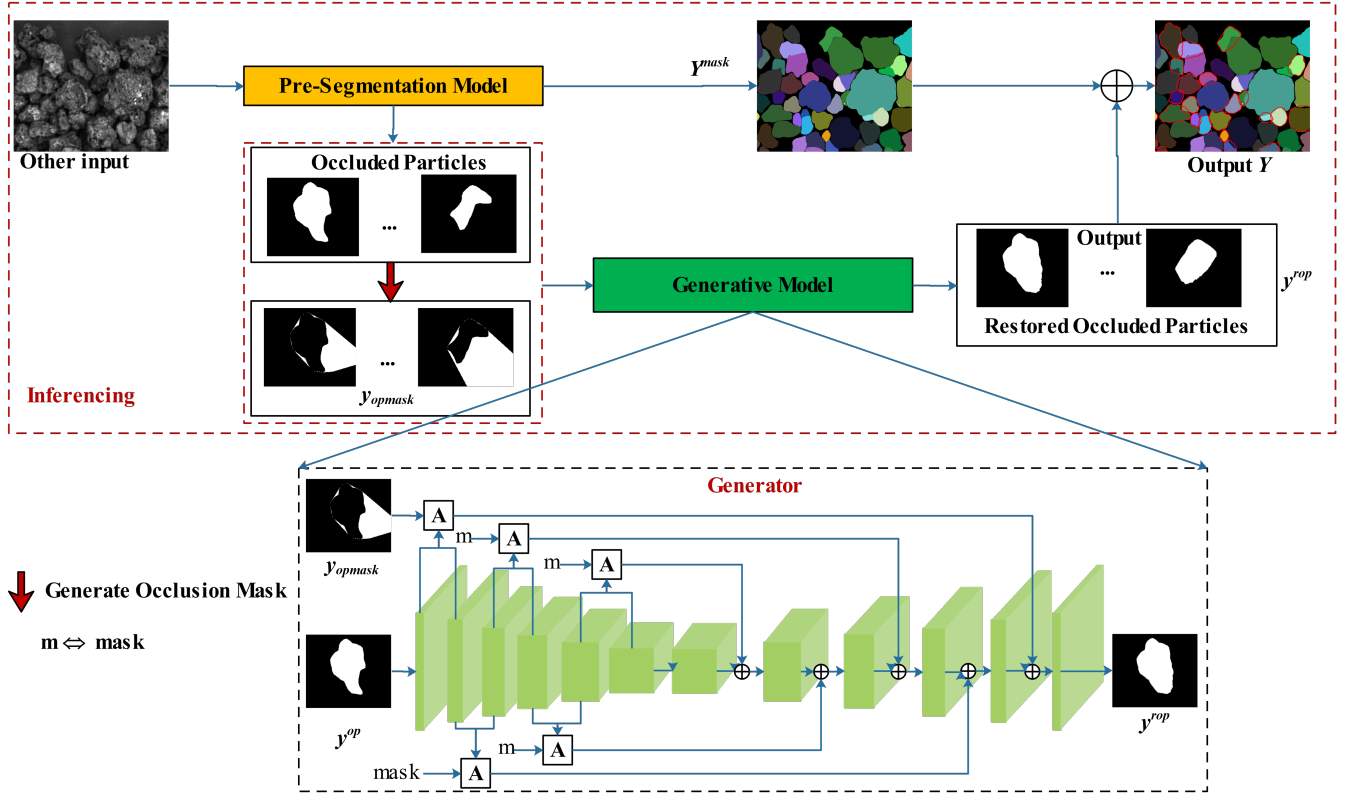 Pre-Segmentation Model
Y^mask
Other input
Output Y
Occluded Particles
...
Output
...
Generative Model
y^rop
Restored Occluded Particles
...
y_opmask
Inferencing
Generator
A
m
A
m
A
y_opmask
Generate Occlusion Mask
m ⇔ mask
y^op
y^rop
m
A
mask
A